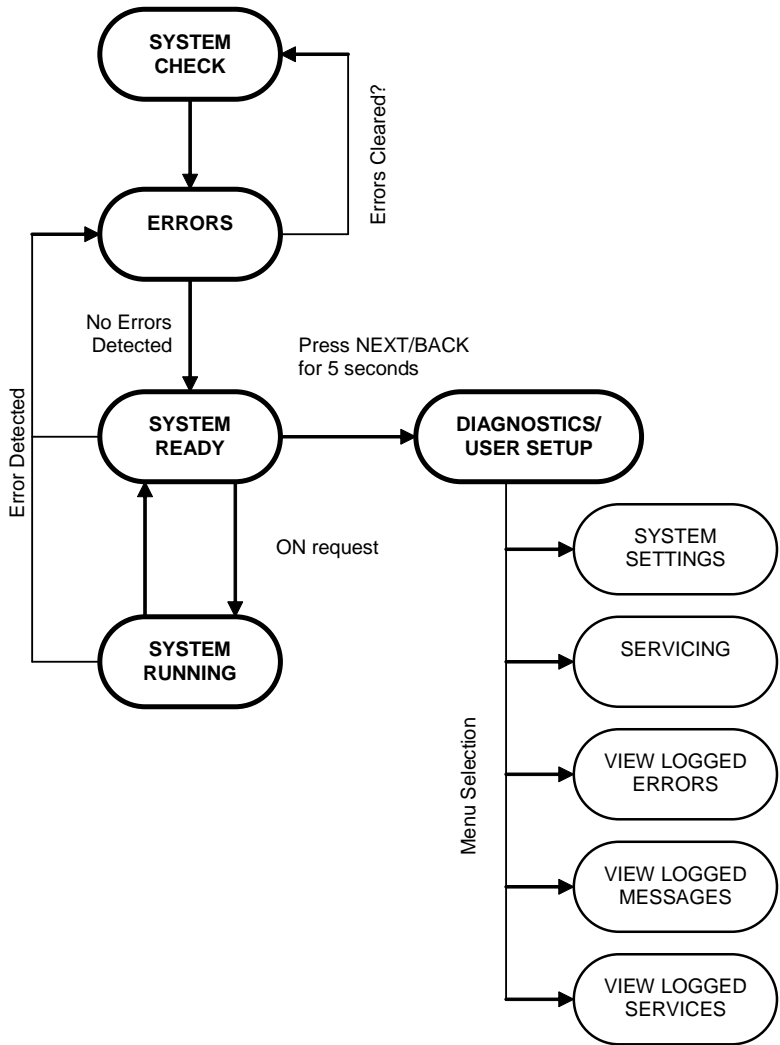 SYSTEM
CHECK
Errors Cleared?
ERRORS
No Errors
Detected
Press NEXT/BACK
for 5 seconds
Error Detected
SYSTEM
READY
DIAGNOSTICS/
USER SETUP
ON request
SYSTEM
RUNNING
Menu Selection
SYSTEM
SETTINGS
SERVICING
VIEW LOGGED
ERRORS
VIEW LOGGED
MESSAGES
VIEW LOGGED
SERVICES